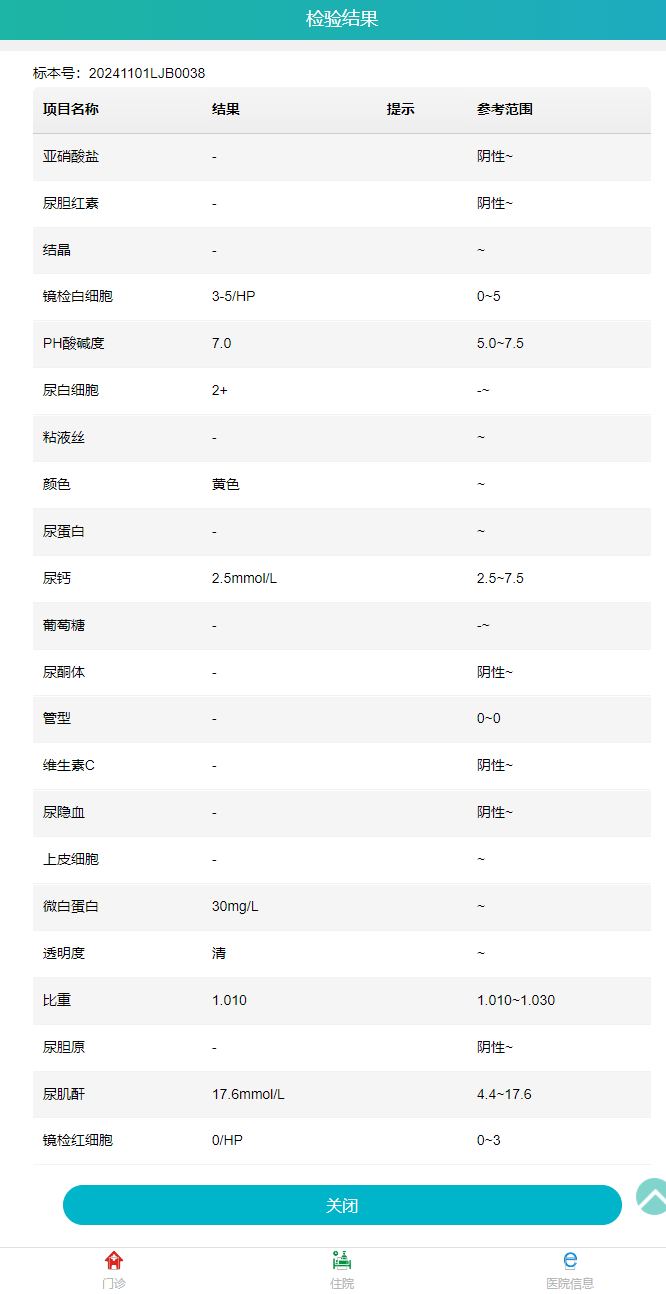 检验结果
标本号：20241101LJB0038
项目名称 结果 提示 参考范围
亚硝酸盐 - 阴性~
尿胆红素 - 阴性~
结晶 - ~
镜检白细胞 3-5/HP 0~5
PH酸碱度 7.0 5.0~7.5
尿白细胞 2+ -~
粘液丝 - ~
颜色 黄色 ~
尿蛋白 - ~
尿钙 2.5mmol/L 2.5~7.5
葡萄糖 - -~
尿酮体 - 阴性~
管型 - 0~0
维生素C - 阴性~
尿隐血 - 阴性~
上皮细胞 - ~
微白蛋白 30mg/L ~
透明度 清 ~
比重 1.010 1.010~1.030
尿胆原 - 阴性~
尿肌酐 17.6mmol/L 4.4~17.6
镜检红细胞 0/HP 0~3
关闭
门诊 住院 医院信息